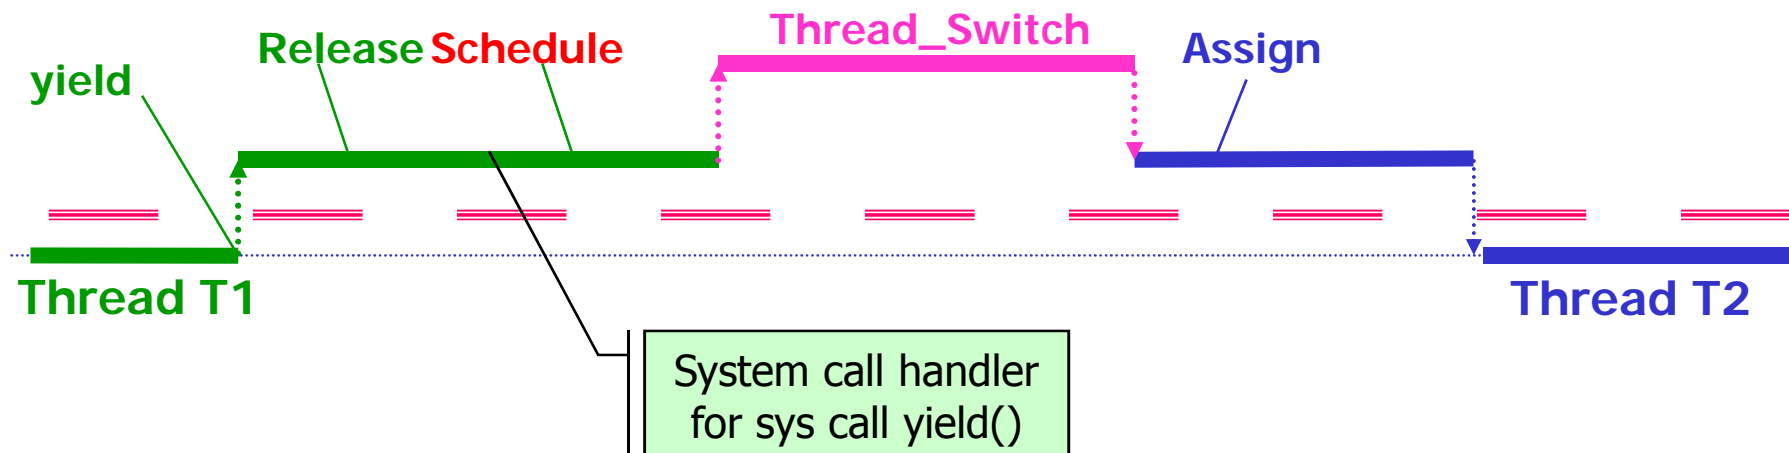 yield
Release
Schedule
Thread_Switch
Assign
Thread T1
Thread T2
System call handler
for sys call yield()